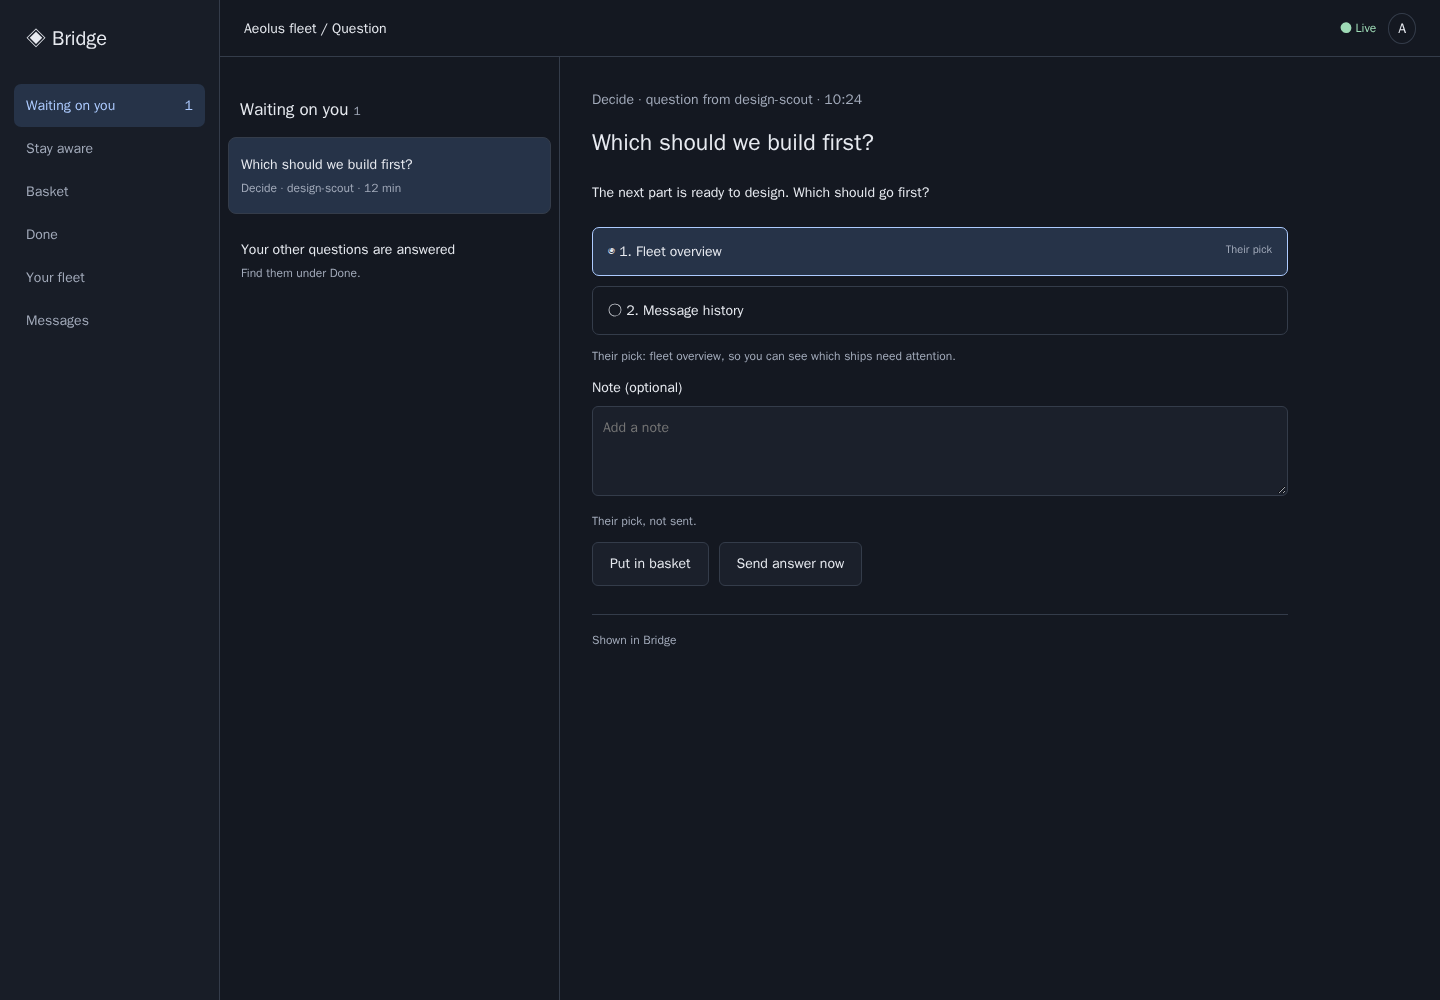 Bridge
Waiting on you 1
Stay aware
Basket
Done
Your fleet
Messages
Aeolus fleet / Question
Live A
Waiting on you 1
Which should we build first?
Decide · design-scout · 12 min
Your other questions are answered
Find them under Done.
Decide · question from design-scout · 10:24
Which should we build first?
The next part is ready to design. Which should go first?
1. Fleet overview Their pick
2. Message history
Their pick: fleet overview, so you can see which ships need attention.
Note (optional)
Add a note
Their pick, not sent.
Put in basket Send answer now
Shown in Bridge